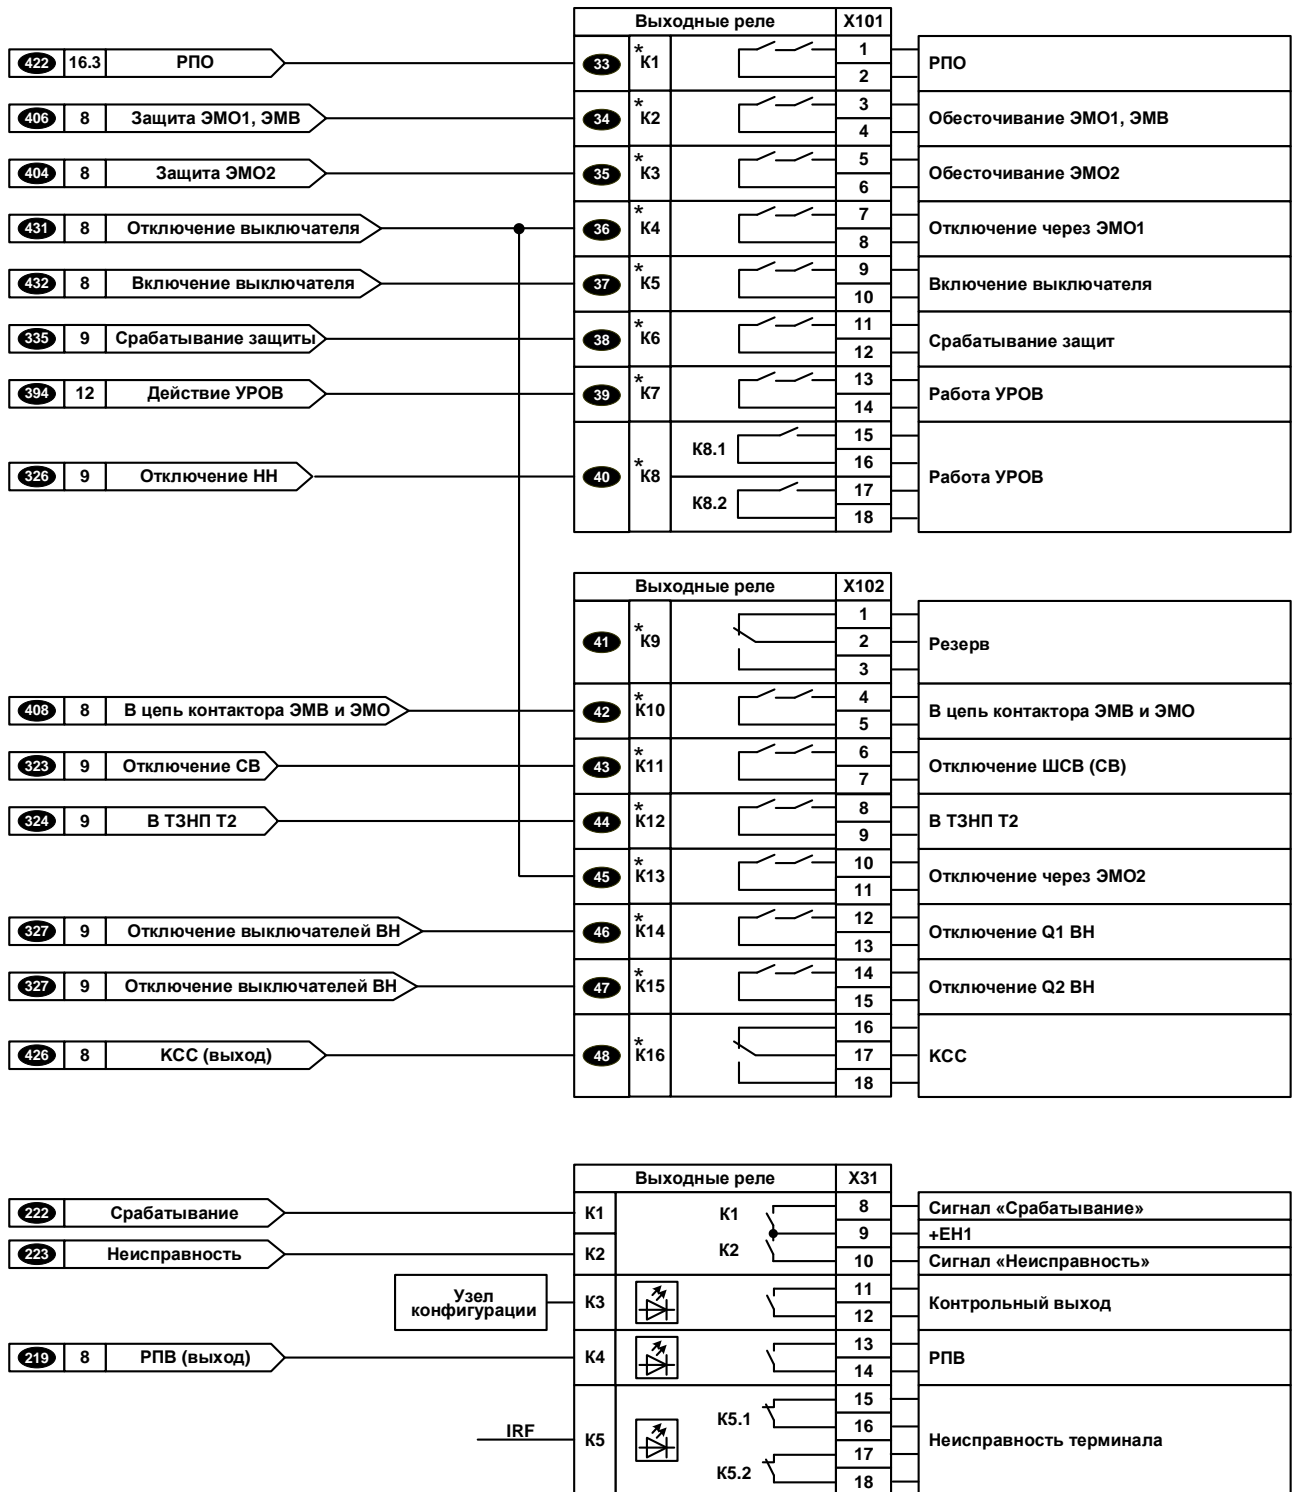 Выходные реле X101
422 16.3 РПО 33 * К1 1 2 РПО
406 8 Защита ЭМО1, ЭМВ 34 * К2 3 4 Обесточивание ЭМО1, ЭМВ
404 8 Защита ЭМО2 35 * К3 5 6 Обесточивание ЭМО2
431 8 Отключение выключателя 36 * К4 7 8 Отключение через ЭМО1
432 8 Включение выключателя 37 * К5 9 10 Включение выключателя
335 9 Срабатывание защиты 38 * К6 11 12 Срабатывание защит
394 12 Действие УРОВ 39 * К7 13 14 Работа УРОВ
326 9 Отключение НН 40 * К8 К8.1 15 16 К8.2 17 18 Работа УРОВ
Выходные реле X102
41 * К9 1 2 3 Резерв
408 8 В цепь контактора ЭМВ и ЭМО 42 * К10 4 5 В цепь контактора ЭМВ и ЭМО
323 9 Отключение СВ 43 * К11 6 7 Отключение ШСВ (СВ)
324 9 В ТЗНП Т2 44 * К12 8 9 В ТЗНП Т2
45 * К13 10 11 Отключение через ЭМО2
327 9 Отключение выключателей ВН 46 * К14 12 13 Отключение Q1 ВН
327 9 Отключение выключателей ВН 47 * К15 14 15 Отключение Q2 ВН
426 8 КСС (выход) 48 * К16 16 17 18 КСС
Выходные реле X31
222 Срабатывание К1 К1 8 Сигнал «Срабатывание»
9 +ЕН1
223 Неисправность К2 К2 10 Сигнал «Неисправность»
Узел
конфигурации К3 11 12 Контрольный выход
219 8 РПВ (выход) К4 13 14 РПВ
IRF К5 К5.1 15 16 К5.2 17 18 Неисправность терминала